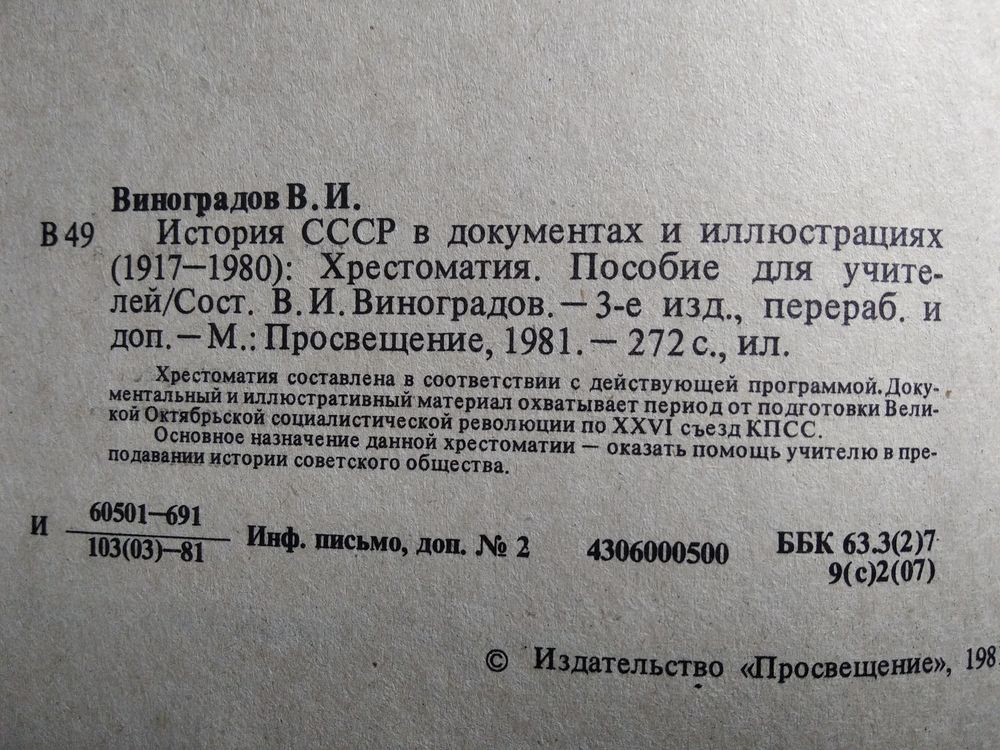 Виноградов В. И.
В 49 История СССР в документах и иллюстрациях
(1917—1980): Хрестоматия. Пособие для учите-
лей/Сост. В. И. Виноградов. — 3-е изд., перераб. и
доп. — М.: Просвещение, 1981. — 272 с., ил.
Хрестоматия составлена в соответствии с действующей программой. Доку-
ментальный и иллюстративный материал охватывает период от подготовки Вели-
кой Октябрьской социалистической революции по XXVI съезд КПСС.
Основное назначение данной хрестоматии — оказать помощь учителю в пре-
подавании истории советского общества.
60501—691
И 103(03)—81 Инф. письмо, доп. № 2 4306000500 ББК 63.3(2)7
9(с)2(07)
© Издательство «Просвещение», 198